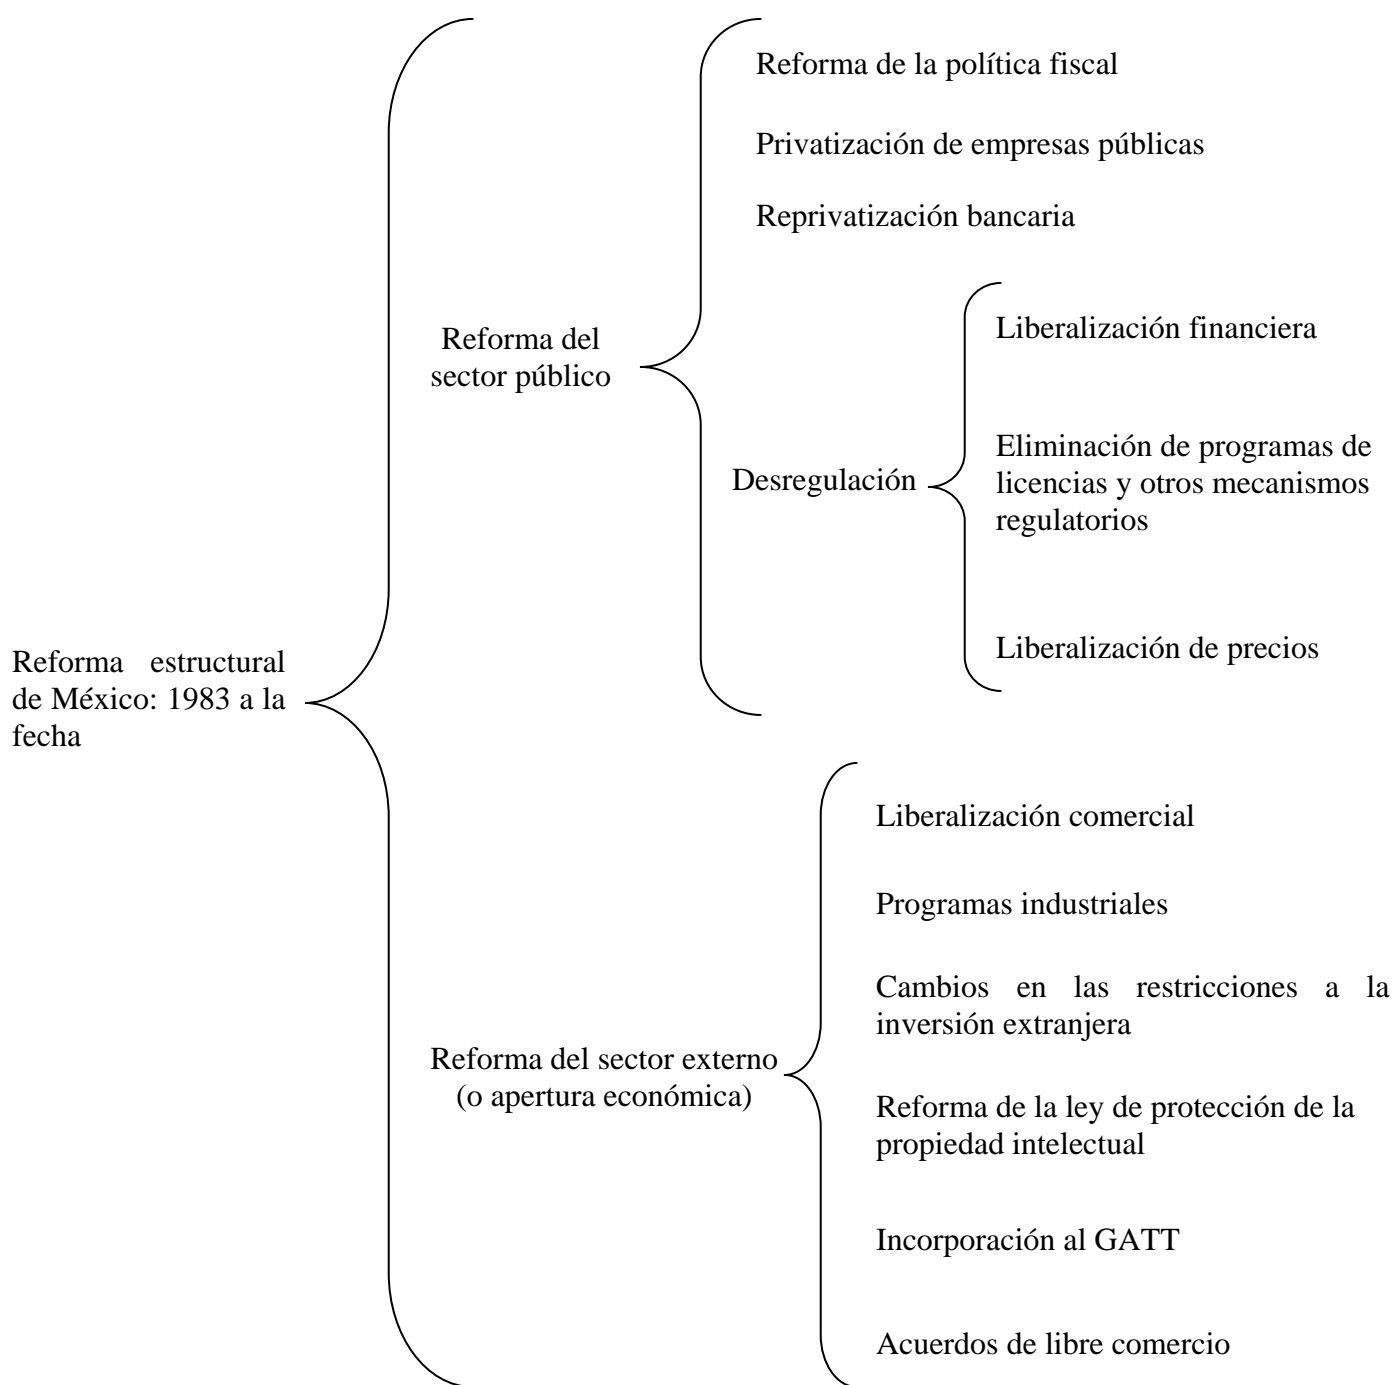 Reforma estructural
de México: 1983 a la
fecha
Reforma del
sector público
Reforma de la política fiscal
Privatización de empresas públicas
Reprivatización bancaria
Desregulación
Liberalización financiera
Eliminación de programas de
licencias y otros mecanismos
regulatorios
Liberalización de precios
Reforma del sector externo
(o apertura económica)
Liberalización comercial
Programas industriales
Cambios en las restricciones a la
inversión extranjera
Reforma de la ley de protección de la
propiedad intelectual
Incorporación al GATT
Acuerdos de libre comercio